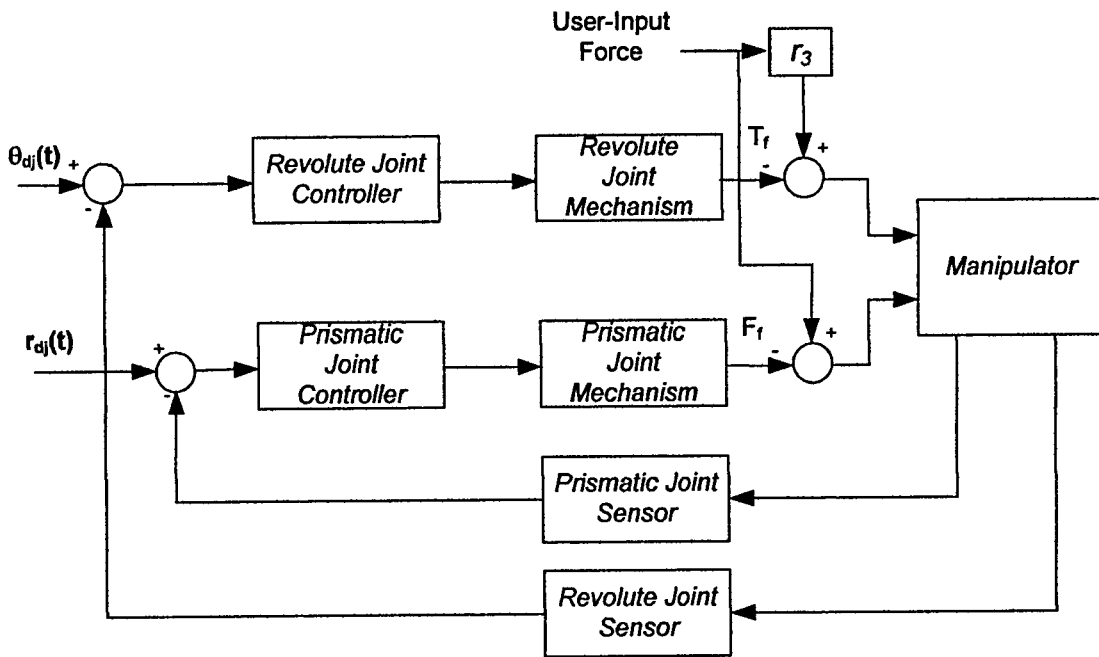 User-Input
Force
r3
θdj(t)
+
-
Revolute Joint
Controller
Revolute
Joint
Mechanism
Tf
-
+
Manipulator
rdj(t)
+
-
Prismatic
Joint
Controller
Prismatic
Joint
Mechanism
Ff
-
+
Prismatic Joint
Sensor
Revolute Joint
Sensor